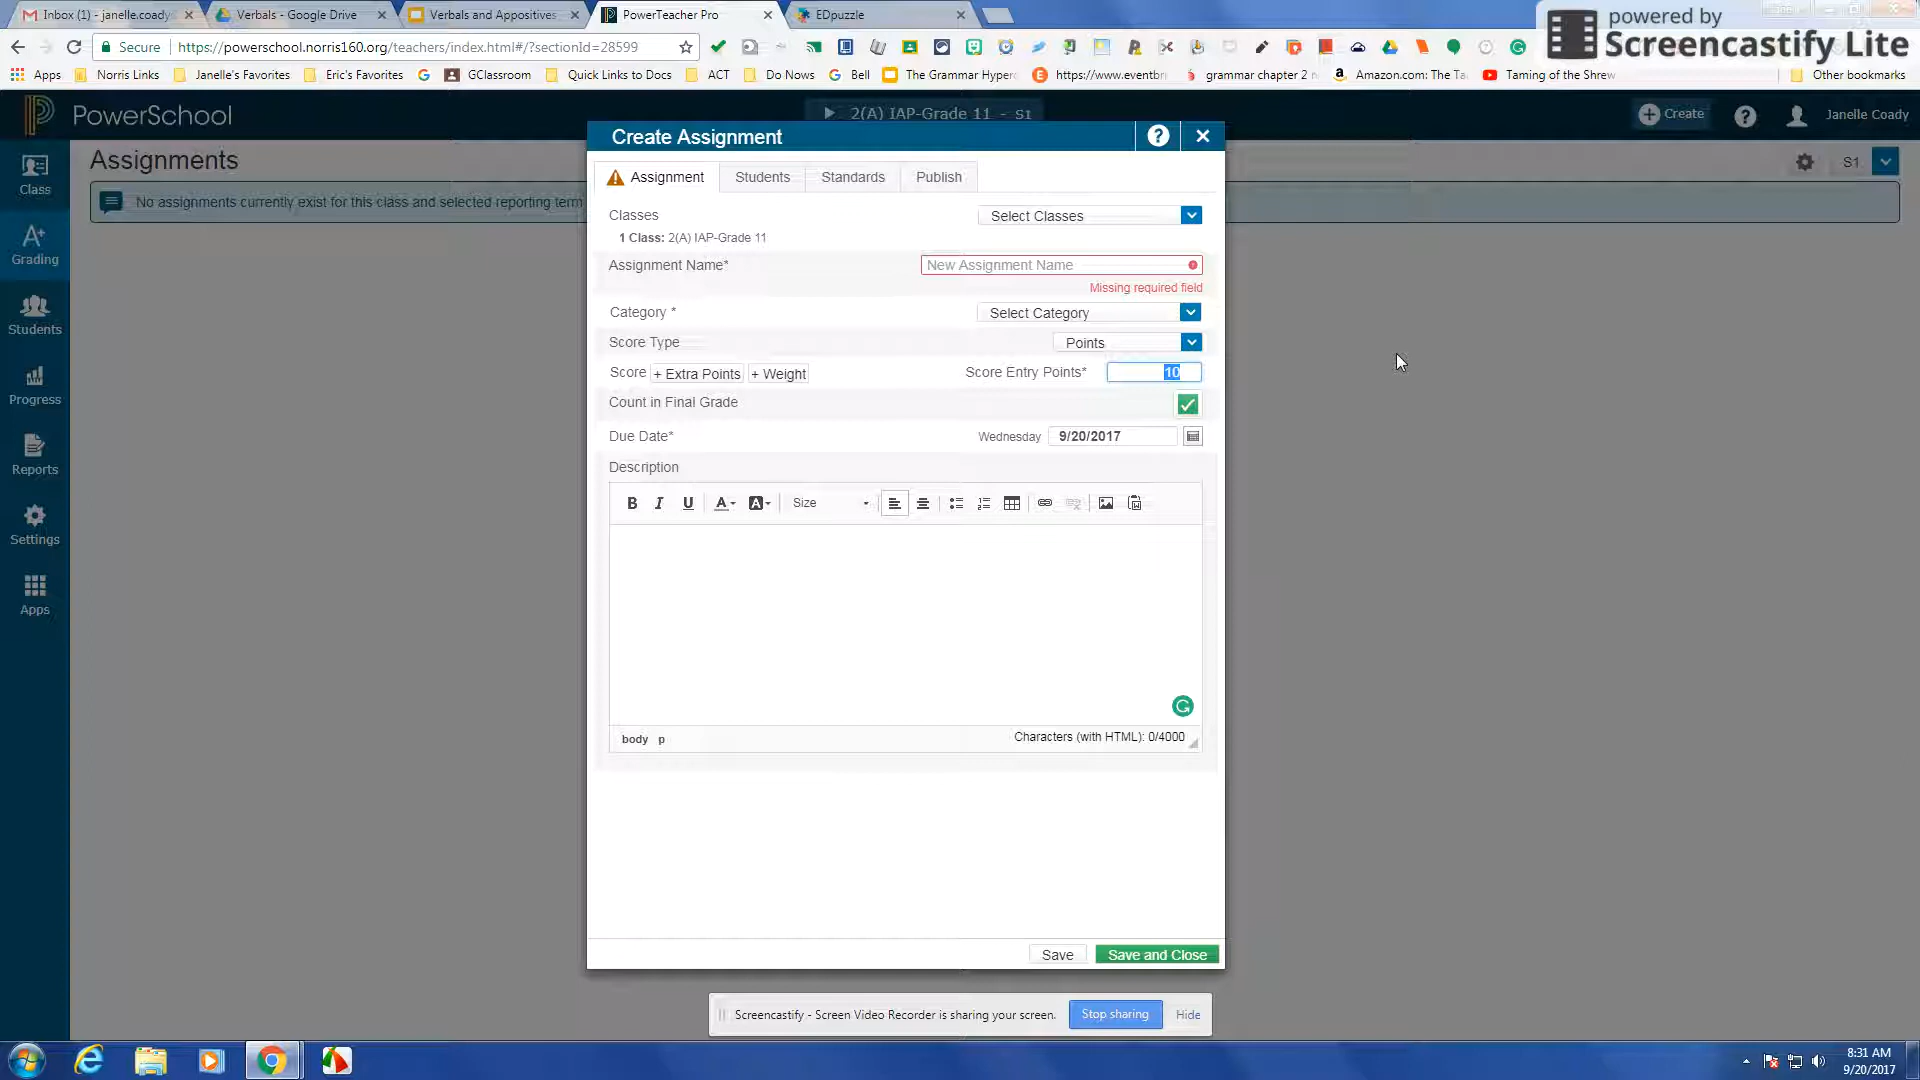 Inbox (1) - janelle.coady
Verbals - Google Drive
Verbals and Appositives
PowerTeacher Pro
EDpuzzle
powered by
Screencastify Lite
Secure
https://powerschool.norris160.org/teachers/index.html#/?sectionId=28599
Apps
Norris Links
Janelle's Favorites
Eric's Favorites
GClassroom
Quick Links to Docs
ACT
Do Nows
Bell
The Grammar Hyperc
https://www.eventbri
grammar chapter 2
Amazon.com: The Ta
Taming of the Shrew
Other bookmarks
PowerSchool
2(A) IAP-Grade 11 - S1
Create
Janelle Coady
Assignments
S1
No assignments currently exist for this class and selected reporting term
Class
Grading
Students
Progress
Reports
Settings
Apps
Create Assignment
Assignment
Students
Standards
Publish
Classes
Select Classes
1 Class: 2(A) IAP-Grade 11
Assignment Name*
New Assignment Name
Missing required field
Category *
Select Category
Score Type
Points
Score
+ Extra Points
+ Weight
Score Entry Points*
10
Count in Final Grade
Due Date*
Wednesday
9/20/2017
Description
B I U A A Size
body p
Characters (with HTML): 0/4000
Save
Save and Close
Screencastify - Screen Video Recorder is sharing your screen.
Stop sharing
Hide
8:31 AM
9/20/2017